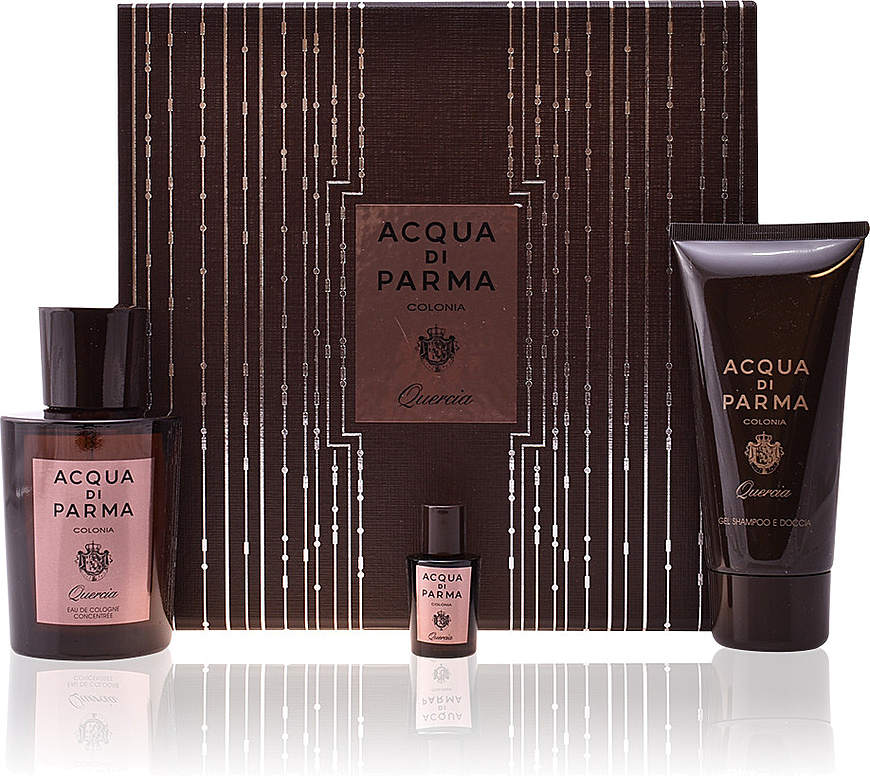 ACQUA
DI
PARMA
COLONIA
Quercia
ACQUA
DI
PARMA
COLONIA
Quercia
EAU DE COLOGNE
CONCENTRÉE
ACQUA
DI
PARMA
COLONIA
Quercia
ACQUA
DI
PARMA
COLONIA
Quercia
GEL SHAMPOO E DOCCIA